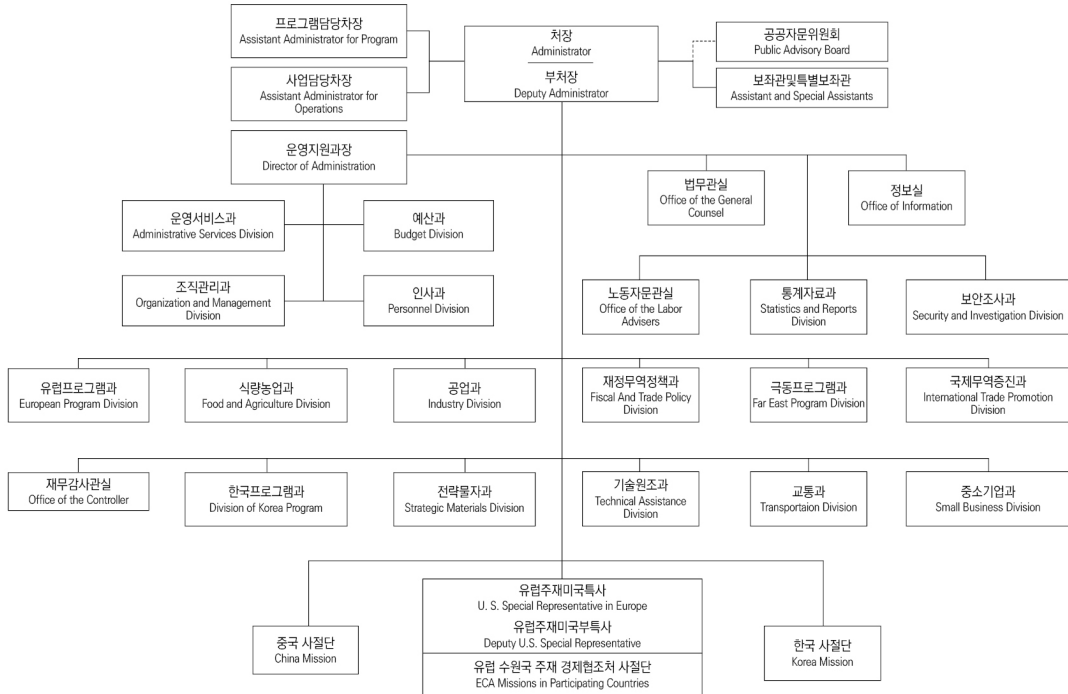 프로그램담당차장
Assistant Administrator for Program
처장
Administrator
부처장
Deputy Administrator
공공자문위원회
Public Advisory Board
사업담당차장
Assistant Administrator for
Operations
보좌관및특별보좌관
Assistant and Special Assistants
운영지원과장
Director of Administration
법무관실
Office of the General
Counsel
정보실
Office of Information
운영서비스과
Administrative Services Division
예산과
Budget Division
조직관리과
Organization and Management
Division
인사과
Personnel Division
노동자문관실
Office of the Labor
Advisers
통계자료과
Statistics and Reports
Division
보안조사과
Security and Investigation Division
유럽프로그램과
European Program Division
식량농업과
Food and Agriculture Division
공업과
Industry Division
재정무역정책과
Fiscal And Trade Policy
Division
극동프로그램과
Far East Program Division
국제무역증진과
International Trade Promotion
Division
재무감사관실
Office of the Controller
한국프로그램과
Division of Korea Program
전략물자과
Strategic Materials Division
기술원조과
Technical Assistance
Division
교통과
Transportaion Division
중소기업과
Small Business Division
중국 사절단
China Mission
유럽주재미국특사
U. S. Special Representative in Europe
유럽주재미국부특사
Deputy U.S. Special Representative
유럽 수원국 주재 경제협조처 사절단
ECA Missions in Participating Countries
한국 사절단
Korea Mission